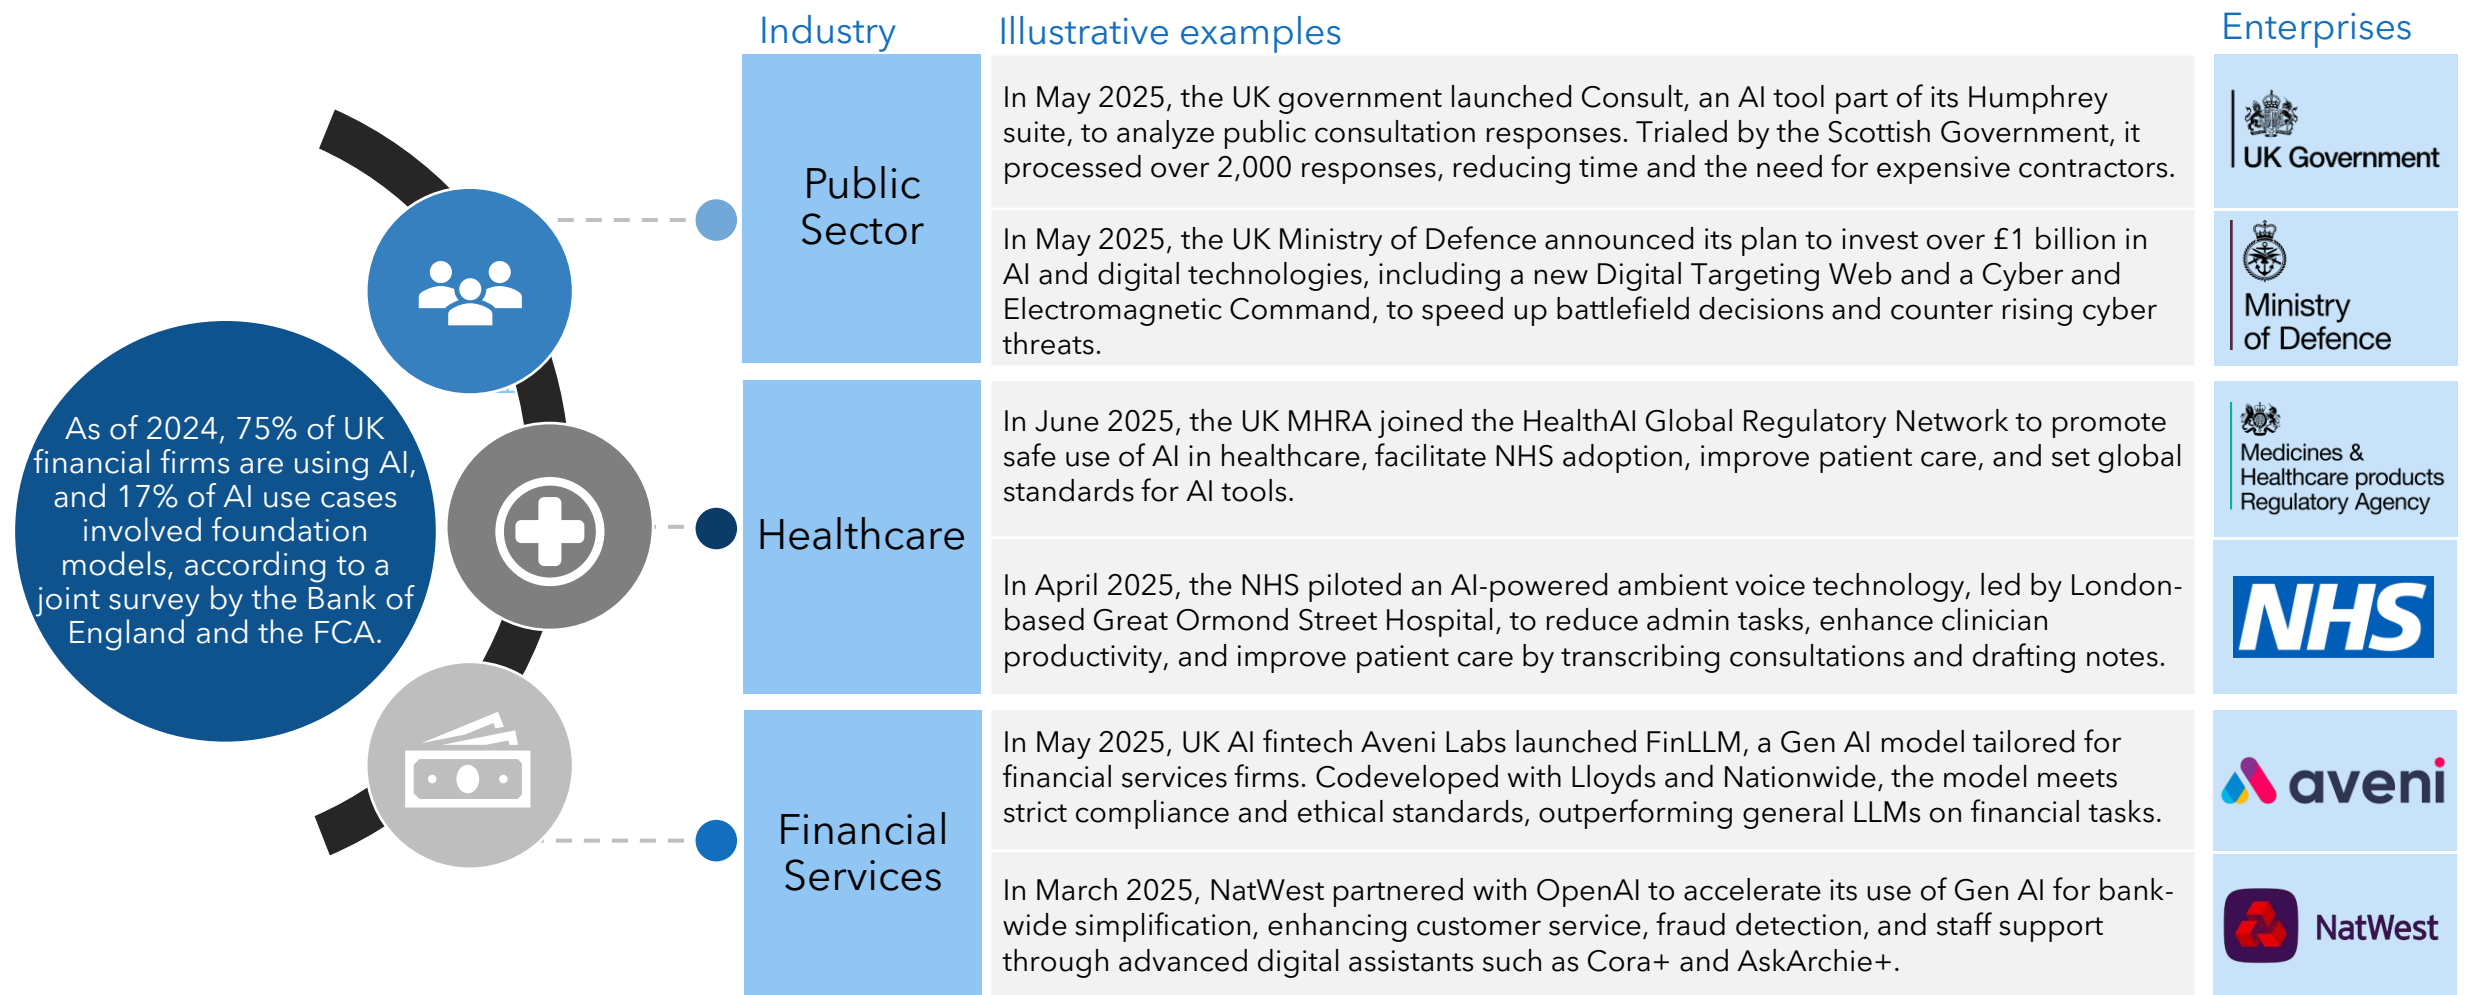 Industry
Illustrative examples
Enterprises
As of 2024, 75% of UK
financial firms are using AI,
and 17% of AI use cases
involved foundation
models, according to a
joint survey by the Bank of
England and the FCA.
Public
Sector
In May 2025, the UK government launched Consult, an AI tool part of its Humphrey
suite, to analyze public consultation responses. Trialed by the Scottish Government, it
processed over 2,000 responses, reducing time and the need for expensive contractors.
UK Government
In May 2025, the UK Ministry of Defence announced its plan to invest over £1 billion in
AI and digital technologies, including a new Digital Targeting Web and a Cyber and
Electromagnetic Command, to speed up battlefield decisions and counter rising cyber
threats.
Ministry
of Defence
Healthcare
In June 2025, the UK MHRA joined the HealthAI Global Regulatory Network to promote
safe use of AI in healthcare, facilitate NHS adoption, improve patient care, and set global
standards for AI tools.
Medicines &
Healthcare products
Regulatory Agency
In April 2025, the NHS piloted an AI-powered ambient voice technology, led by London-
based Great Ormond Street Hospital, to reduce admin tasks, enhance clinician
productivity, and improve patient care by transcribing consultations and drafting notes.
NHS
Financial
Services
In May 2025, UK AI fintech Aveni Labs launched FinLLM, a Gen AI model tailored for
financial services firms. Codeveloped with Lloyds and Nationwide, the model meets
strict compliance and ethical standards, outperforming general LLMs on financial tasks.
aveni
In March 2025, NatWest partnered with OpenAI to accelerate its use of Gen AI for bank-
wide simplification, enhancing customer service, fraud detection, and staff support
through advanced digital assistants such as Cora+ and AskArchie+.
NatWest